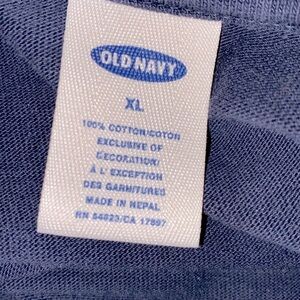 OLD NAVY
XL
100% COTTON/COTON
EXCLUSIVE OF
DECORATION/
À L' EXCEPTION
DES GARNITURES
MADE IN NEPAL
RN 54023/CA 17897